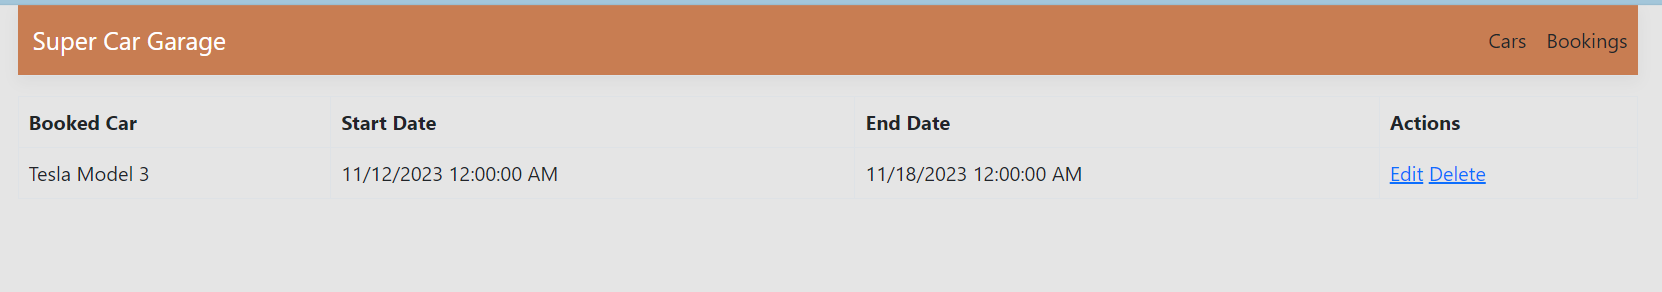 Super Car Garage Cars Bookings
Booked Car Start Date End Date Actions
Tesla Model 3 11/12/2023 12:00:00 AM 11/18/2023 12:00:00 AM Edit Delete